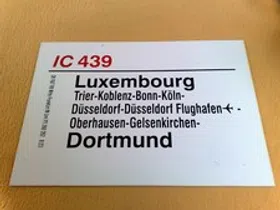 IC 439
Luxembourg
Trier-Koblenz-Bonn-Köln-
Düsseldorf-Düsseldorf Flughafen✈-
Oberhausen-Gelsenkirchen-
Dortmund